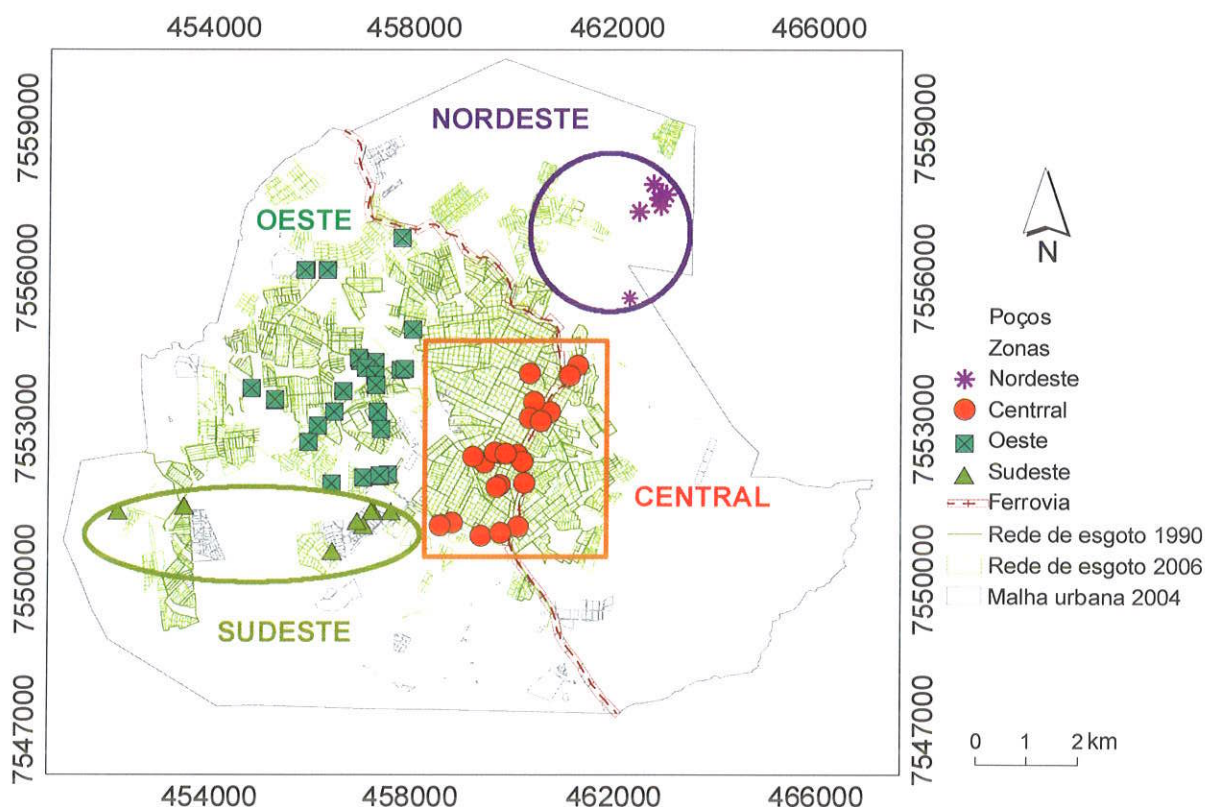 454000 458000 462000 466000
7559000
7559000
NORDESTE
OESTE
7556000
7556000
N
Poços
Zonas
Nordeste
Centrral
Oeste
Sudeste
Ferrovia
Rede de esgoto 1990
Rede de esgoto 2006
Malha urbana 2004
7553000
7553000
CENTRAL
7550000
7550000
SUDESTE
7547000
7547000
0 1 2 km
454000 458000 462000 466000